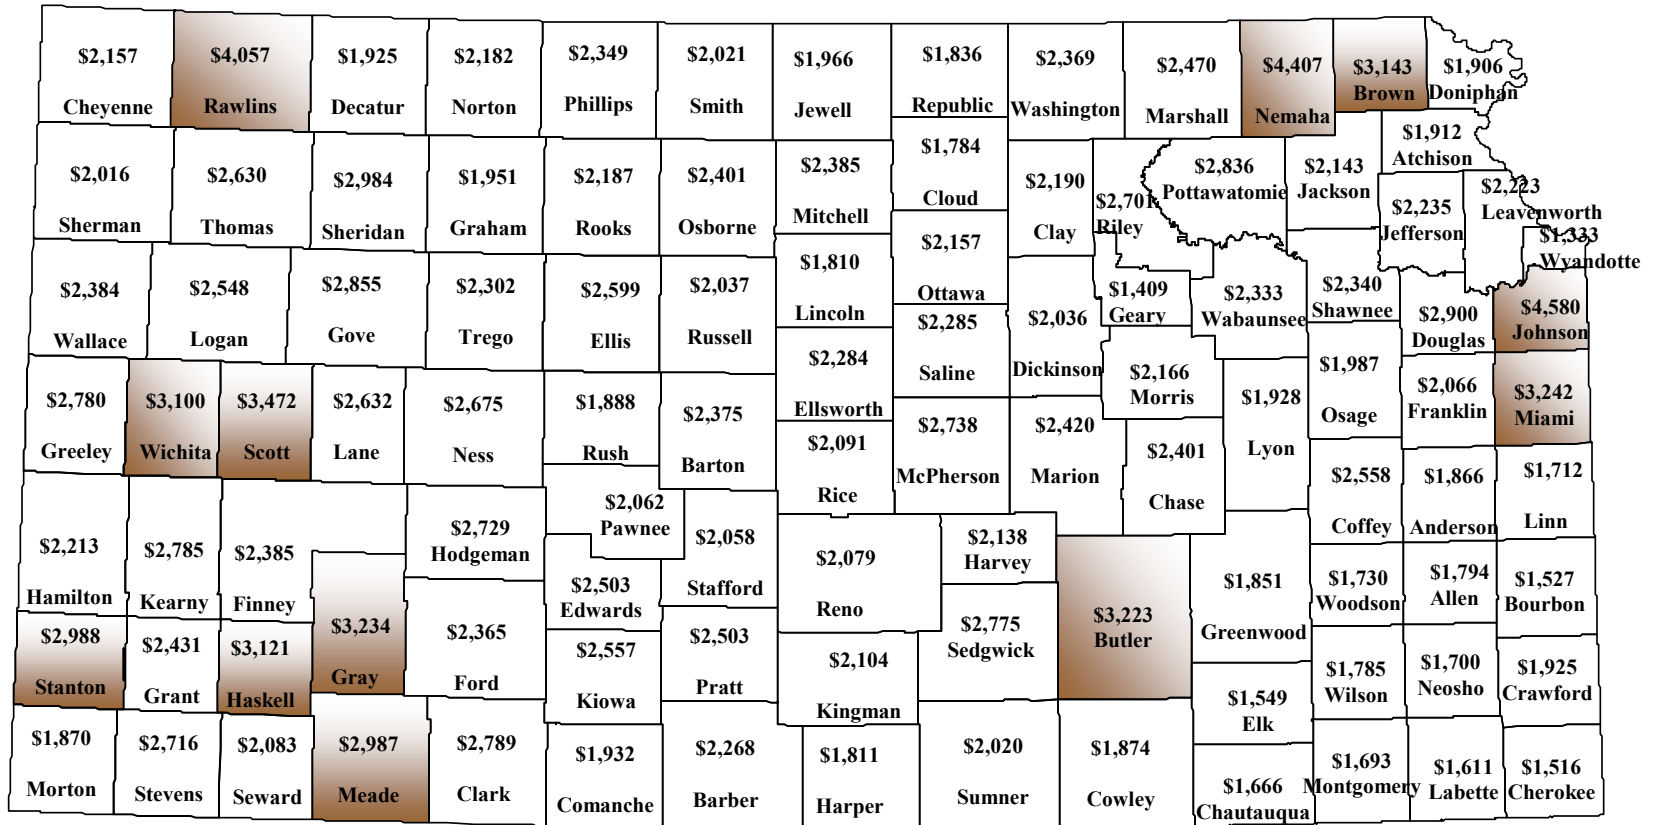 $2,157
Cheyenne
$4,057
Rawlins
$1,925
Decatur
$2,182
Norton
$2,349
Phillips
$2,021
Smith
$1,966
Jewell
$1,836
Republic
$2,369
Washington
$2,470
Marshall
$4,407
Nemaha
$3,143
Brown
$1,906
Doniphan
$2,016
Sherman
$2,630
Thomas
$2,984
Sheridan
$1,951
Graham
$2,187
Rooks
$2,401
Osborne
$2,385
Mitchell
$1,784
Cloud
$2,190
Clay
$2,701
Riley
$2,836
Pottawatomie
$2,143
Jackson
$1,912
Atchison
$2,235
Jefferson
$2,223
Leavenworth
$1,333
Wyandotte
$2,384
Wallace
$2,548
Logan
$2,855
Gove
$2,302
Trego
$2,599
Ellis
$2,037
Russell
$1,810
Lincoln
$2,157
Ottawa
$2,285
Saline
$2,036
Dickinson
$1,409
Geary
$2,333
Wabaunsee
$2,340
Shawnee
$2,900
Douglas
$4,580
Johnson
$2,780
Greeley
$3,100
Wichita
$3,472
Scott
$2,632
Lane
$2,675
Ness
$1,888
Rush
$2,375
Barton
$2,284
Ellsworth
$2,091
Rice
$2,738
McPherson
$2,420
Marion
$2,166
Morris
$2,401
Chase
$1,928
Lyon
$1,987
Osage
$2,066
Franklin
$3,242
Miami
$2,213
Hamilton
$2,785
Kearny
$2,385
Finney
$2,729
Hodgeman
$2,062
Pawnee
$2,058
Stafford
$2,079
Reno
$2,138
Harvey
$3,223
Butler
$1,851
Greenwood
$2,558
Coffey
$1,866
Anderson
$1,712
Linn
$2,988
Stanton
$2,431
Grant
$3,121
Haskell
$3,234
Gray
$2,365
Ford
$2,503
Edwards
$2,557
Kiowa
$2,503
Pratt
$2,104
Kingman
$2,775
Sedgwick
$1,730
Woodson
$1,794
Allen
$1,527
Bourbon
$1,549
Elk
$1,785
Wilson
$1,700
Neosho
$1,925
Crawford
$1,870
Morton
$2,716
Stevens
$2,083
Seward
$2,987
Meade
$2,789
Clark
$1,932
Comanche
$2,268
Barber
$1,811
Harper
$2,020
Sumner
$1,874
Cowley
$1,666
Chautauqua
$1,693
Montgomery
$1,611
Labette
$1,516
Cherokee